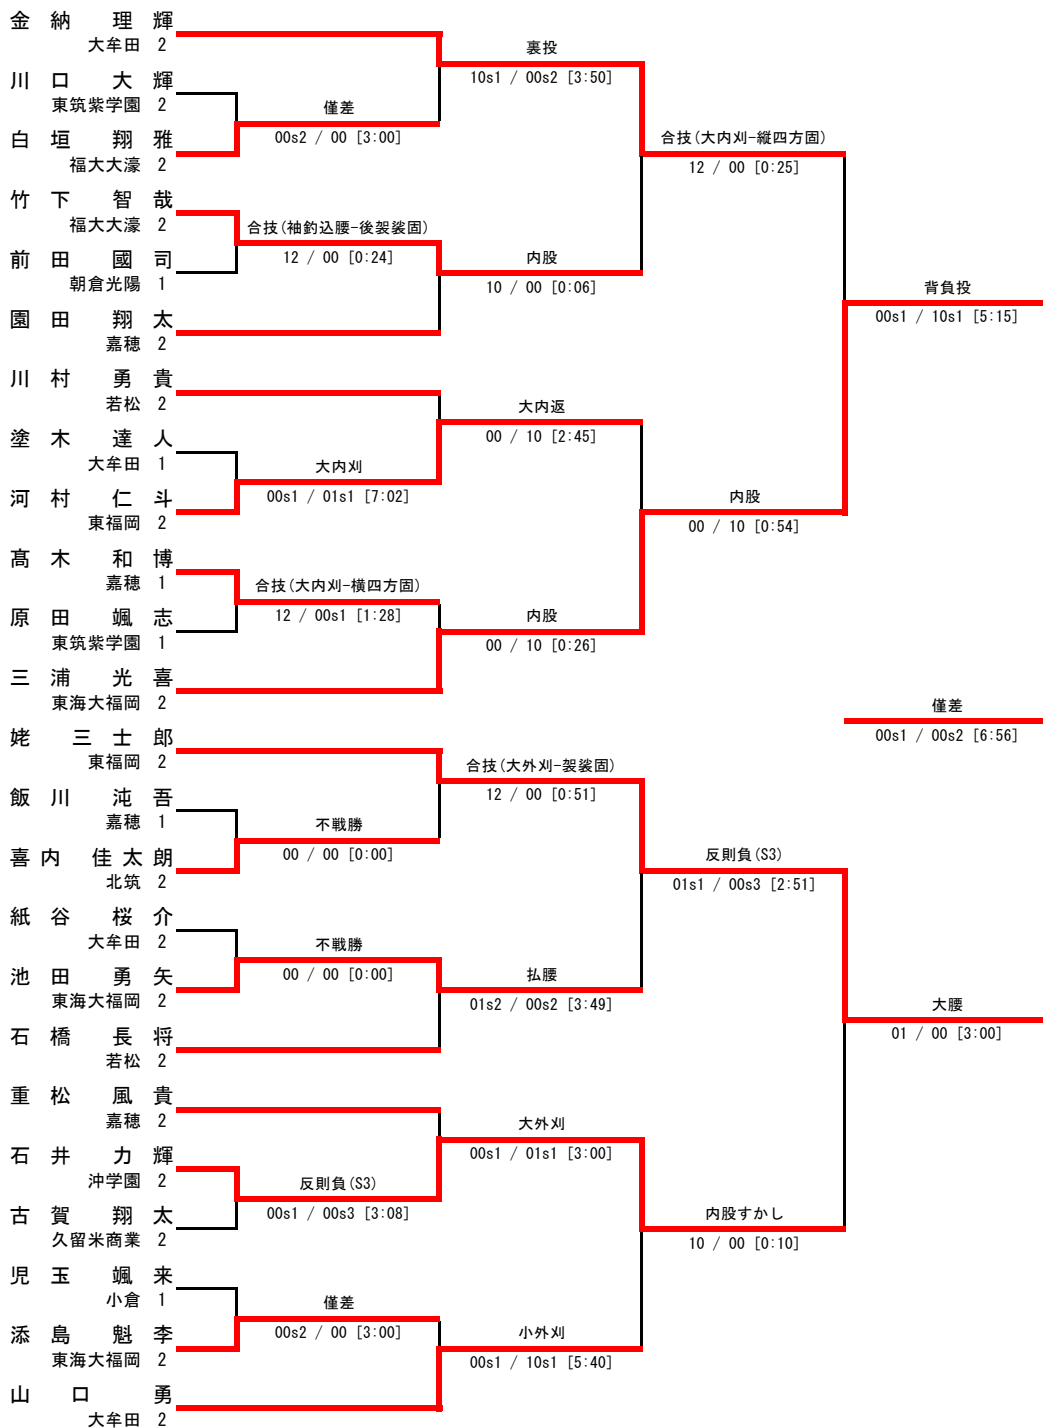 金納 理輝
大牟田 2
川口 大輝
東筑紫学園 2
白垣 翔雅
福大大濠 2
竹下 智哉
福大大濠 2
前田 國司
朝倉光陽 1
園田 翔太
嘉穂 2
川村 勇貴
若松 2
塗木 達人
大牟田 1
河村 仁斗
東福岡 2
髙木 和博
嘉穂 1
原田 颯志
東筑紫学園 1
三浦 光喜
東海大福岡 2
姥 三士郎
東福岡 2
飯川 沌吾
嘉穂 1
喜内 佳太朗
北筑 2
紙谷 桜介
大牟田 2
池田 勇矢
東海大福岡 2
石橋 長将
若松 2
重松 風貴
嘉穂 2
石井 力輝
沖学園 2
古賀 翔太
久留米商業 2
児玉 颯来
小倉 1
添島 魁李
東海大福岡 2
山口 勇
大牟田 2
僅差
00s2 / 00 [3:00]
合技(袖釣込腰-後袈裟固)
12 / 00 [0:24]
大内刈
00s1 / 01s1 [7:02]
合技(大内刈-横四方固)
12 / 00s1 [1:28]
不戦勝
00 / 00 [0:00]
不戦勝
00 / 00 [0:00]
反則負(S3)
00s1 / 00s3 [3:08]
僅差
00s2 / 00 [3:00]
裏投
10s1 / 00s2 [3:50]
内股
10 / 00 [0:06]
大内返
00 / 10 [2:45]
内股
00 / 10 [0:26]
合技(大外刈-袈裟固)
12 / 00 [0:51]
払腰
01s2 / 00s2 [3:49]
大外刈
00s1 / 01s1 [3:00]
小外刈
00s1 / 10s1 [5:40]
合技(大内刈-縦四方固)
12 / 00 [0:25]
内股
00 / 10 [0:54]
反則負(S3)
01s1 / 00s3 [2:51]
内股すかし
10 / 00 [0:10]
背負投
00s1 / 10s1 [5:15]
僅差
00s1 / 00s2 [6:56]
大腰
01 / 00 [3:00]